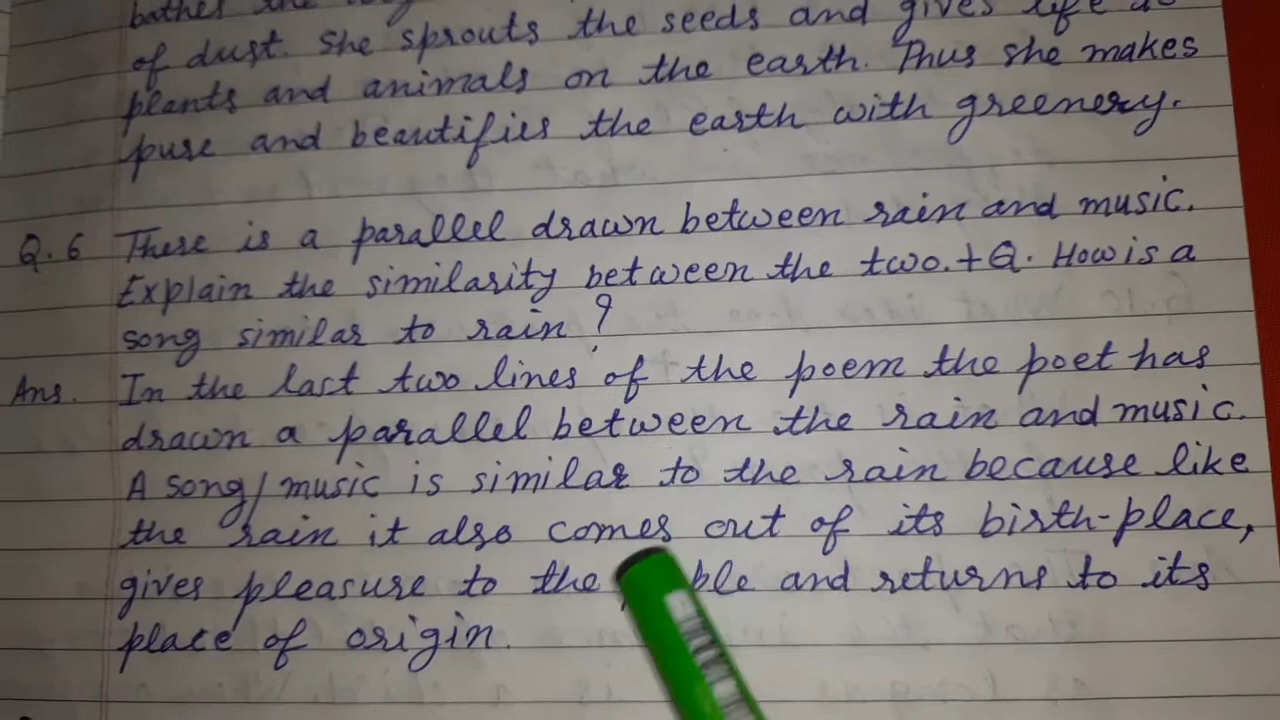 bathes the
of dust. She sprouts the seeds and gives life to
plants and animals on the earth. Thus she makes
pure and beautifies the earth with greenery.
Q.6 There is a parallel drawn between rain and music.
Explain the similarity between the two. + Q. How is a
song similar to rain?
Ans. In the last two lines of the poem the poet has
drawn a parallel between the rain and music.
A song/music is similar to the rain because like
the rain it also comes out of its birth-place,
gives pleasure to the and returns to its
place of origin.